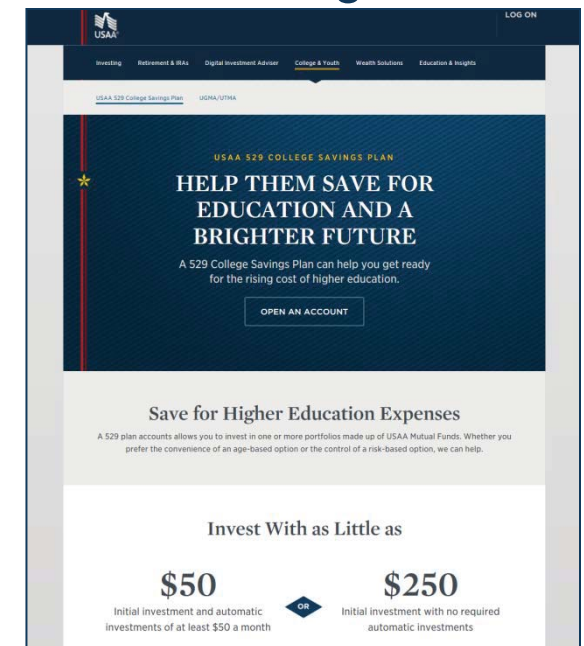 LOG ON
USAA®
Investing Retirement & IRAs Digital Investment Adviser College & Youth Wealth Solutions Education & Insights
USAA 529 College Savings Plan UGMA/UTMA
USAA 529 COLLEGE SAVINGS PLAN
HELP THEM SAVE FOR
EDUCATION AND A
BRIGHTER FUTURE
A 529 College Savings Plan can help you get ready
for the rising cost of higher education.
OPEN AN ACCOUNT
Save for Higher Education Expenses
A 529 plan accounts allows you to invest in one or more portfolios made up of USAA Mutual Funds. Whether you
prefer the convenience of an age-based option or the control of a risk-based option, we can help.
Invest With as Little as
$50
Initial investment and automatic
investments of at least $50 a month
OR
$250
Initial investment with no required
automatic investments